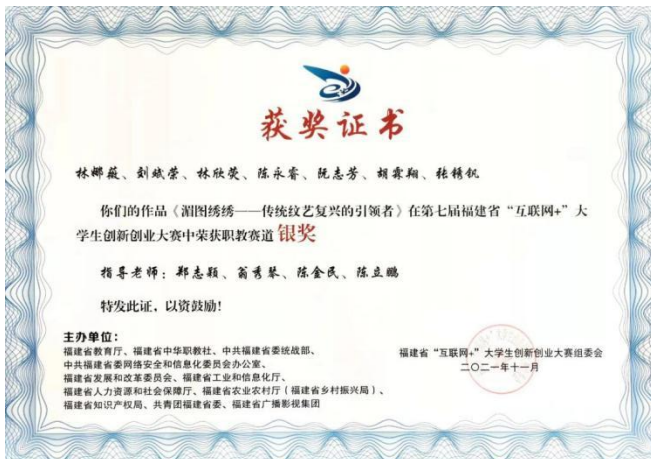 获奖证书
林娜薇、刘斌荣、林欣荧、陈永睿、阮志芳、胡霖翔、张锈钒
你们的作品《湄图绣绣——传统纹艺复兴的引领者》在第七届福建省“互联网+”大
学生创新创业大赛中荣获职教赛道银奖
指导老师：郑志颖、翁秀琴、陈金民、陈立鹏
特发此证，以资鼓励！
主办单位：
福建省教育厅、福建省中华职教社、中共福建省委统战部、
中共福建省委网络安全和信息化委员会办公室、
福建省发展和改革委员会、福建省工业和信息化厅、
福建省人力资源和社会保障厅、福建省农业农村厅（福建省乡村振兴局）、
福建省知识产权局、共青团福建省委、福建省广播影视集团
福建省“互联网+”大学生创新创业大赛组委会
二〇二一年十一月